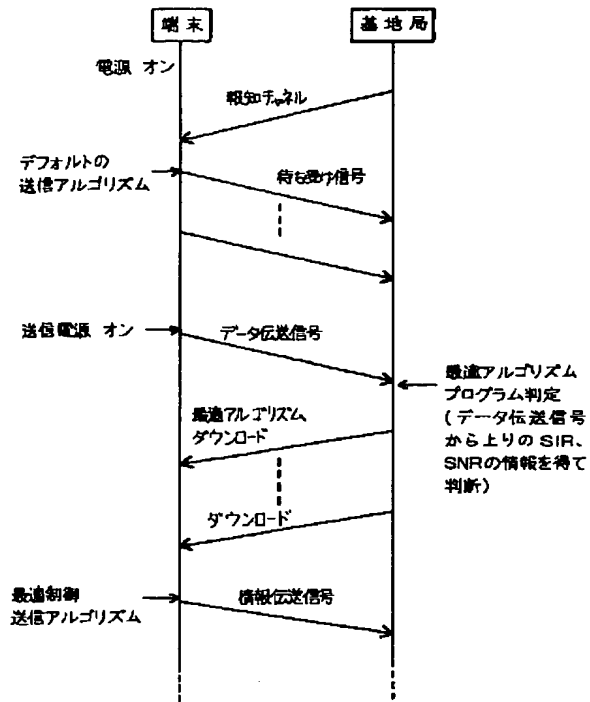 端末
基地局
電源 オン
報知チャネル
デフォルトの
送信アルゴリズム
待ち受け信号
送信電源 オン
データ伝送信号
最適アルゴリズム
プログラム判定
(データ伝送信号
から上りの SIR、
SNRの情報を得て
判断)
最適アルゴリズム、
ダウンロード
ダウンロード
最適制御
送信アルゴリズム
情報伝送信号